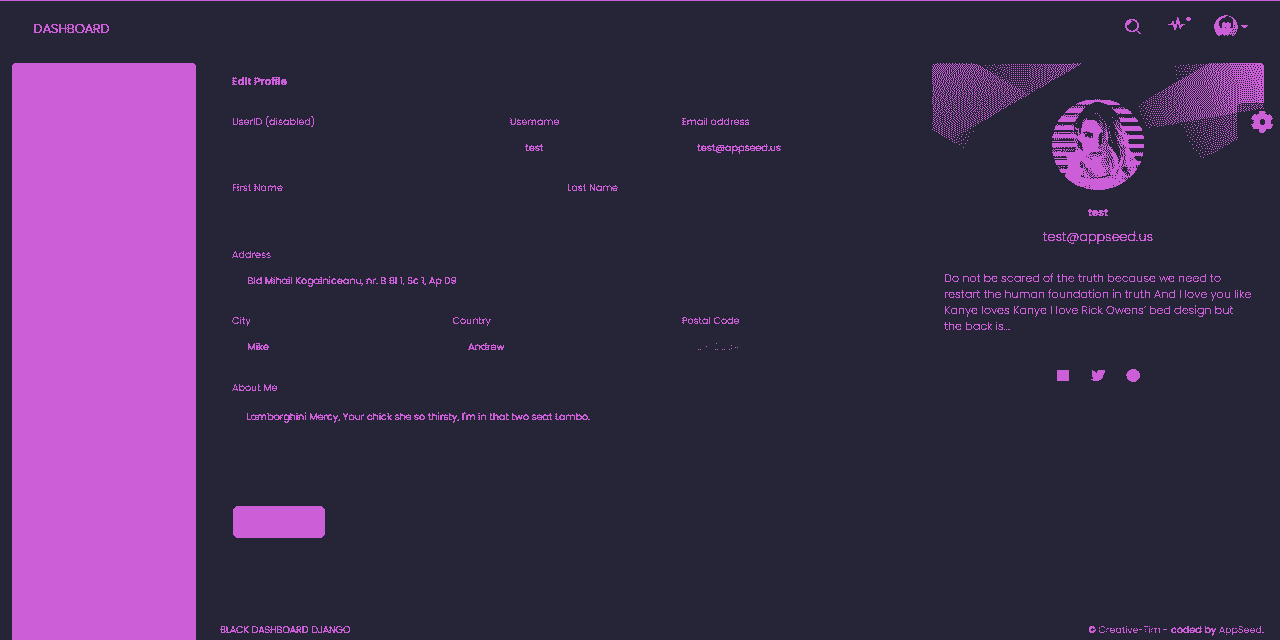 DASHBOARD
Edit Profile
UserID (disabled) Username Email address
test test@appseed.us
First Name Last Name
Address
Bld Mihail Kogalniceanu, nr. 8 Bl 1, Sc 1, Ap 09
City Country Postal Code
Mike Andrew
About Me
Lamborghini Mercy, Your chick she so thirsty, I'm in that two seat Lambo.
test
test@appseed.us
Do not be scared of the truth because we need to
restart the human foundation in truth And I love you like
Kanye loves Kanye I love Rick Owens' bed design but
the back is...
BLACK DASHBOARD DJANGO
© Creative-Tim - coded by AppSeed.